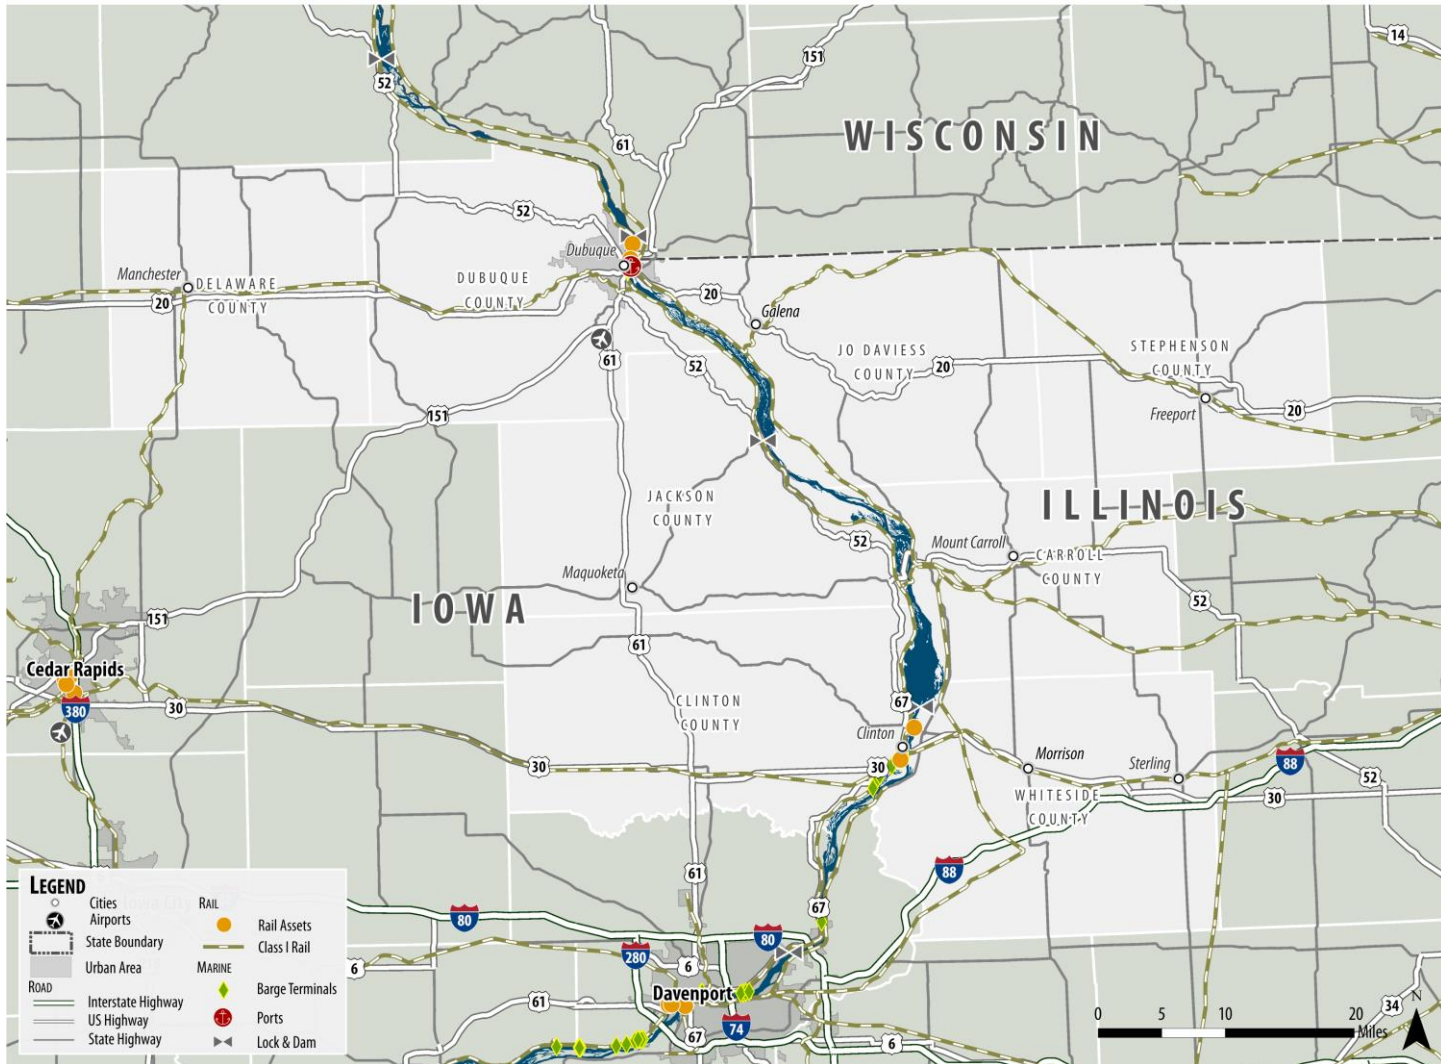 14
151
52
61
WISCONSIN
52
Dubuque
Manchester
DELAWARE
COUNTY
DUBUQUE
COUNTY
20
20
Galena
61
52
JO DAVIESS
COUNTY
20
STEPHENSON
COUNTY
Freeport
20
151
JACKSON
COUNTY
ILLINOIS
52
Mount Carroll
CARROLL
COUNTY
Maquoketa
IOWA
151
52
61
Cedar Rapids
380
30
CLINTON
COUNTY
67
Clinton
30
30
Morrison
Sterling
88
52
30
WHITESIDE
COUNTY
61
88
67
80
80
280
6
6
Davenport
61
67
74
6
34
LEGEND
Cities
Airports
State Boundary
Urban Area
ROAD
Interstate Highway
US Highway
State Highway
RAIL
Rail Assets
Class I Rail
MARINE
Barge Terminals
Ports
Lock & Dam
0 5 10 20
Miles
N